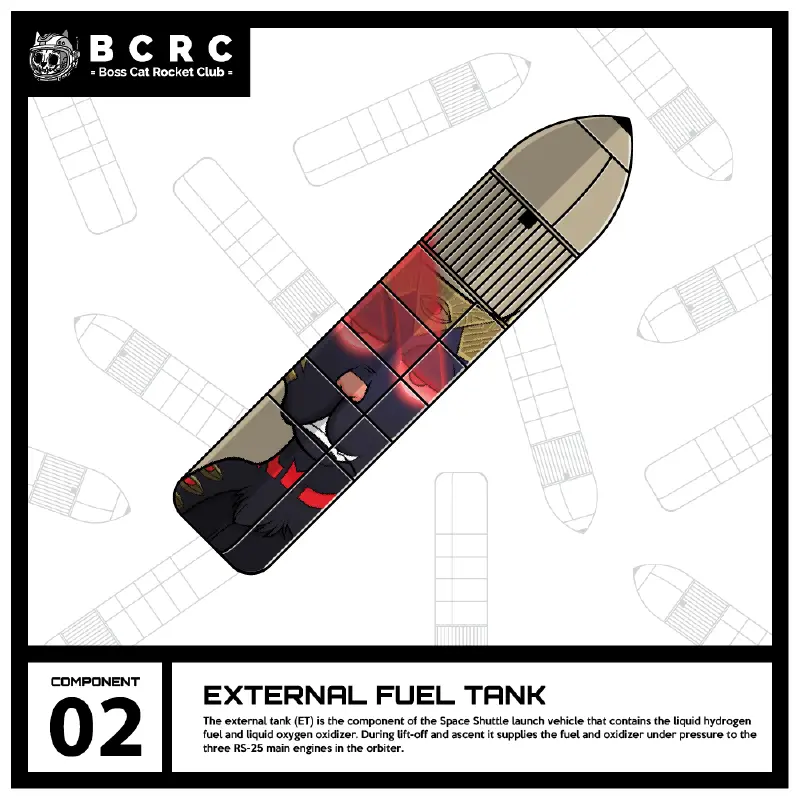 BCRC
= Boss Cat Rocket Club =
COMPONENT
02
EXTERNAL FUEL TANK
The external tank (ET) is the component of the Space Shuttle launch vehicle that contains the liquid hydrogen
fuel and liquid oxygen oxidizer. During lift-off and ascent it supplies the fuel and oxidizer under pressure to the
three RS-25 main engines in the orbiter.